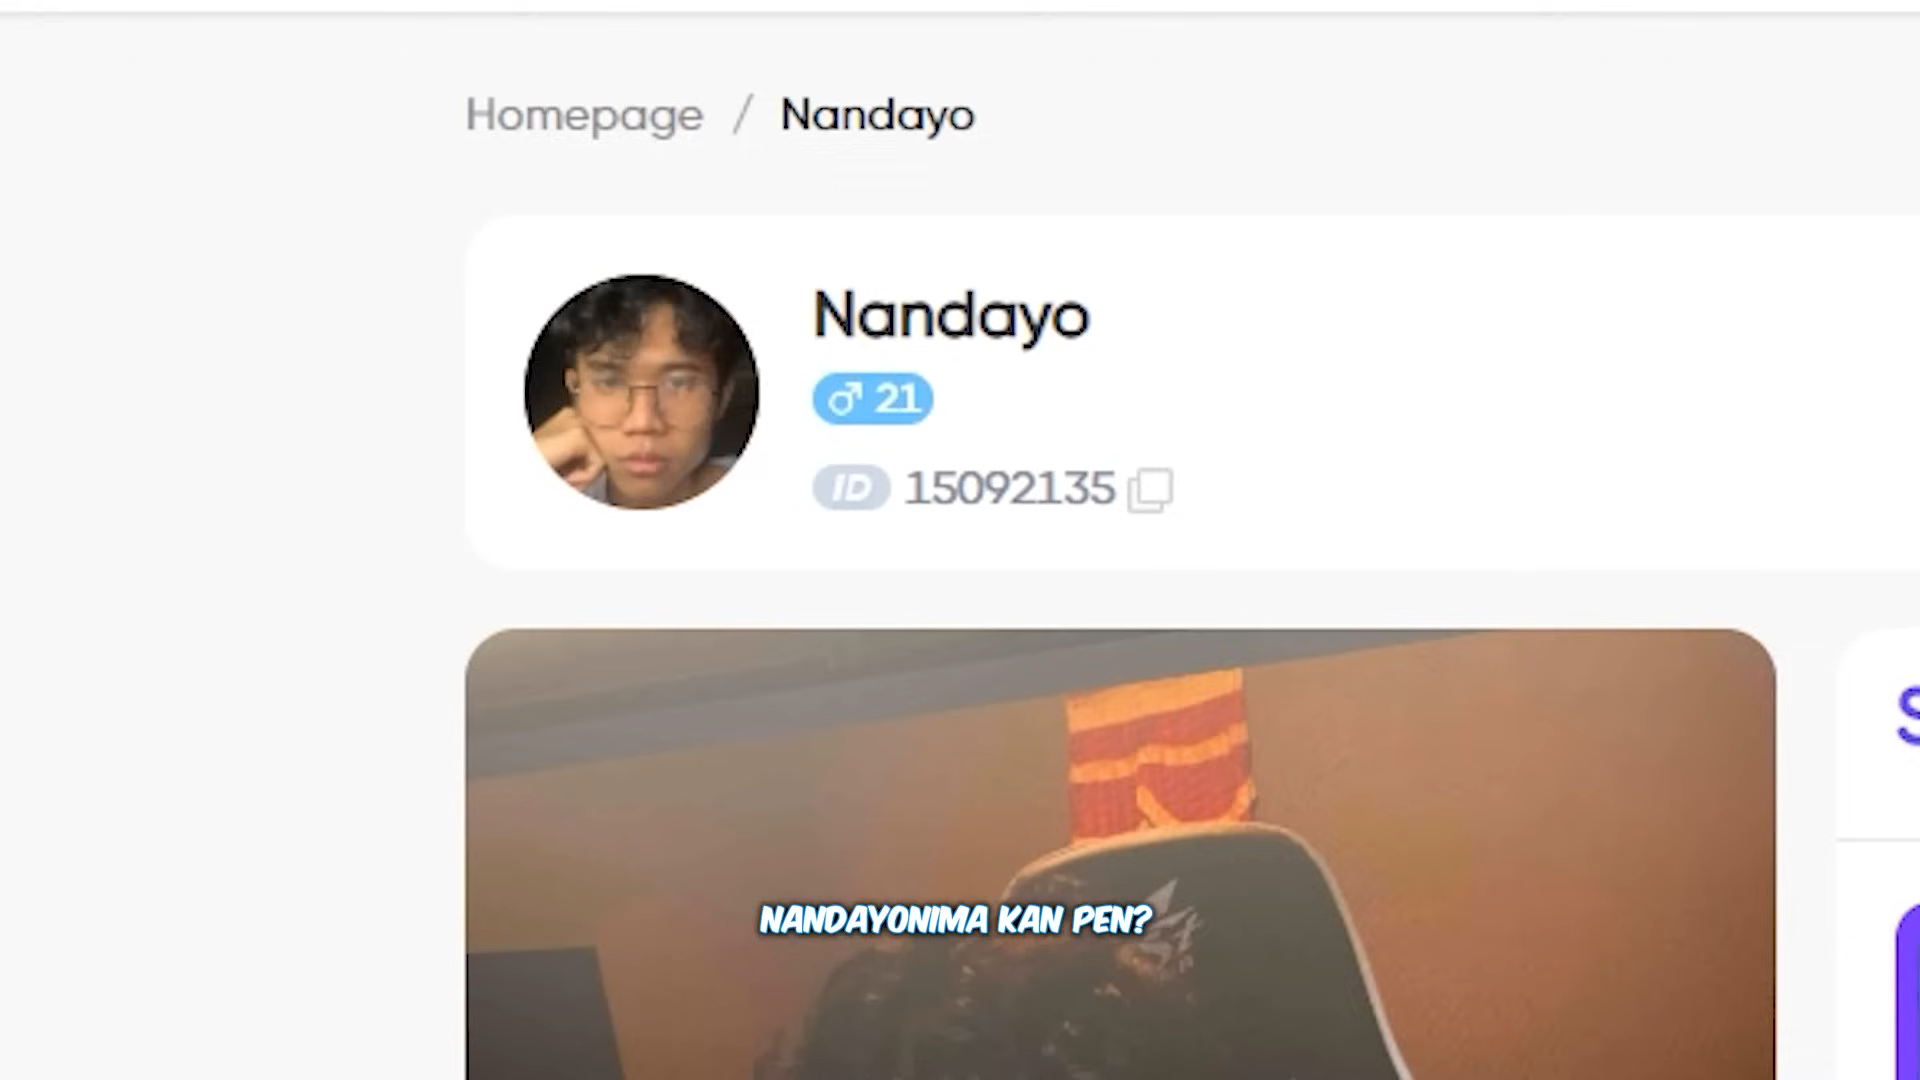 Homepage / Nandayo
Nandayo
♂ 21
ID 15092135
S
NANDAYONIMA KAN PEN?